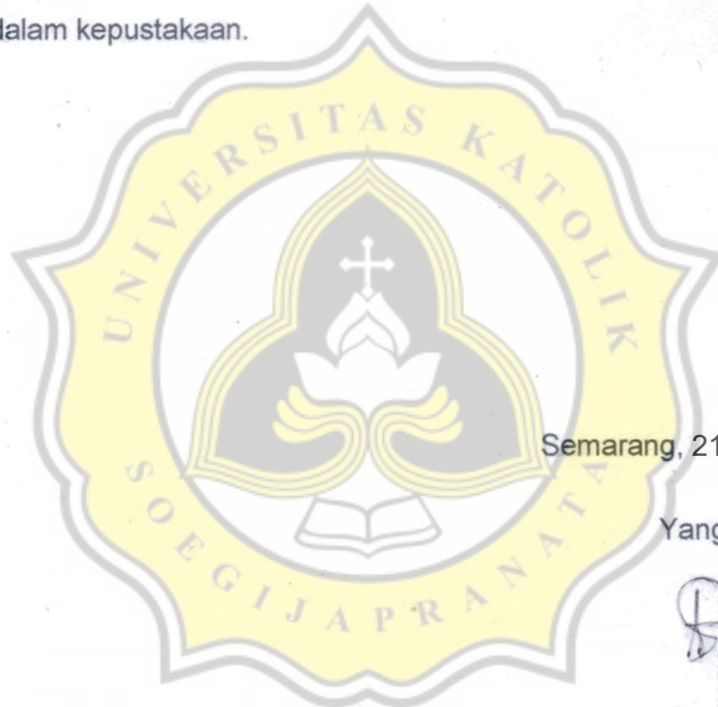 dalam kepustakaan.
UNIVERSITAS KATOLIK
Semarang, 21
Yang
SOEGIJAPRANATA